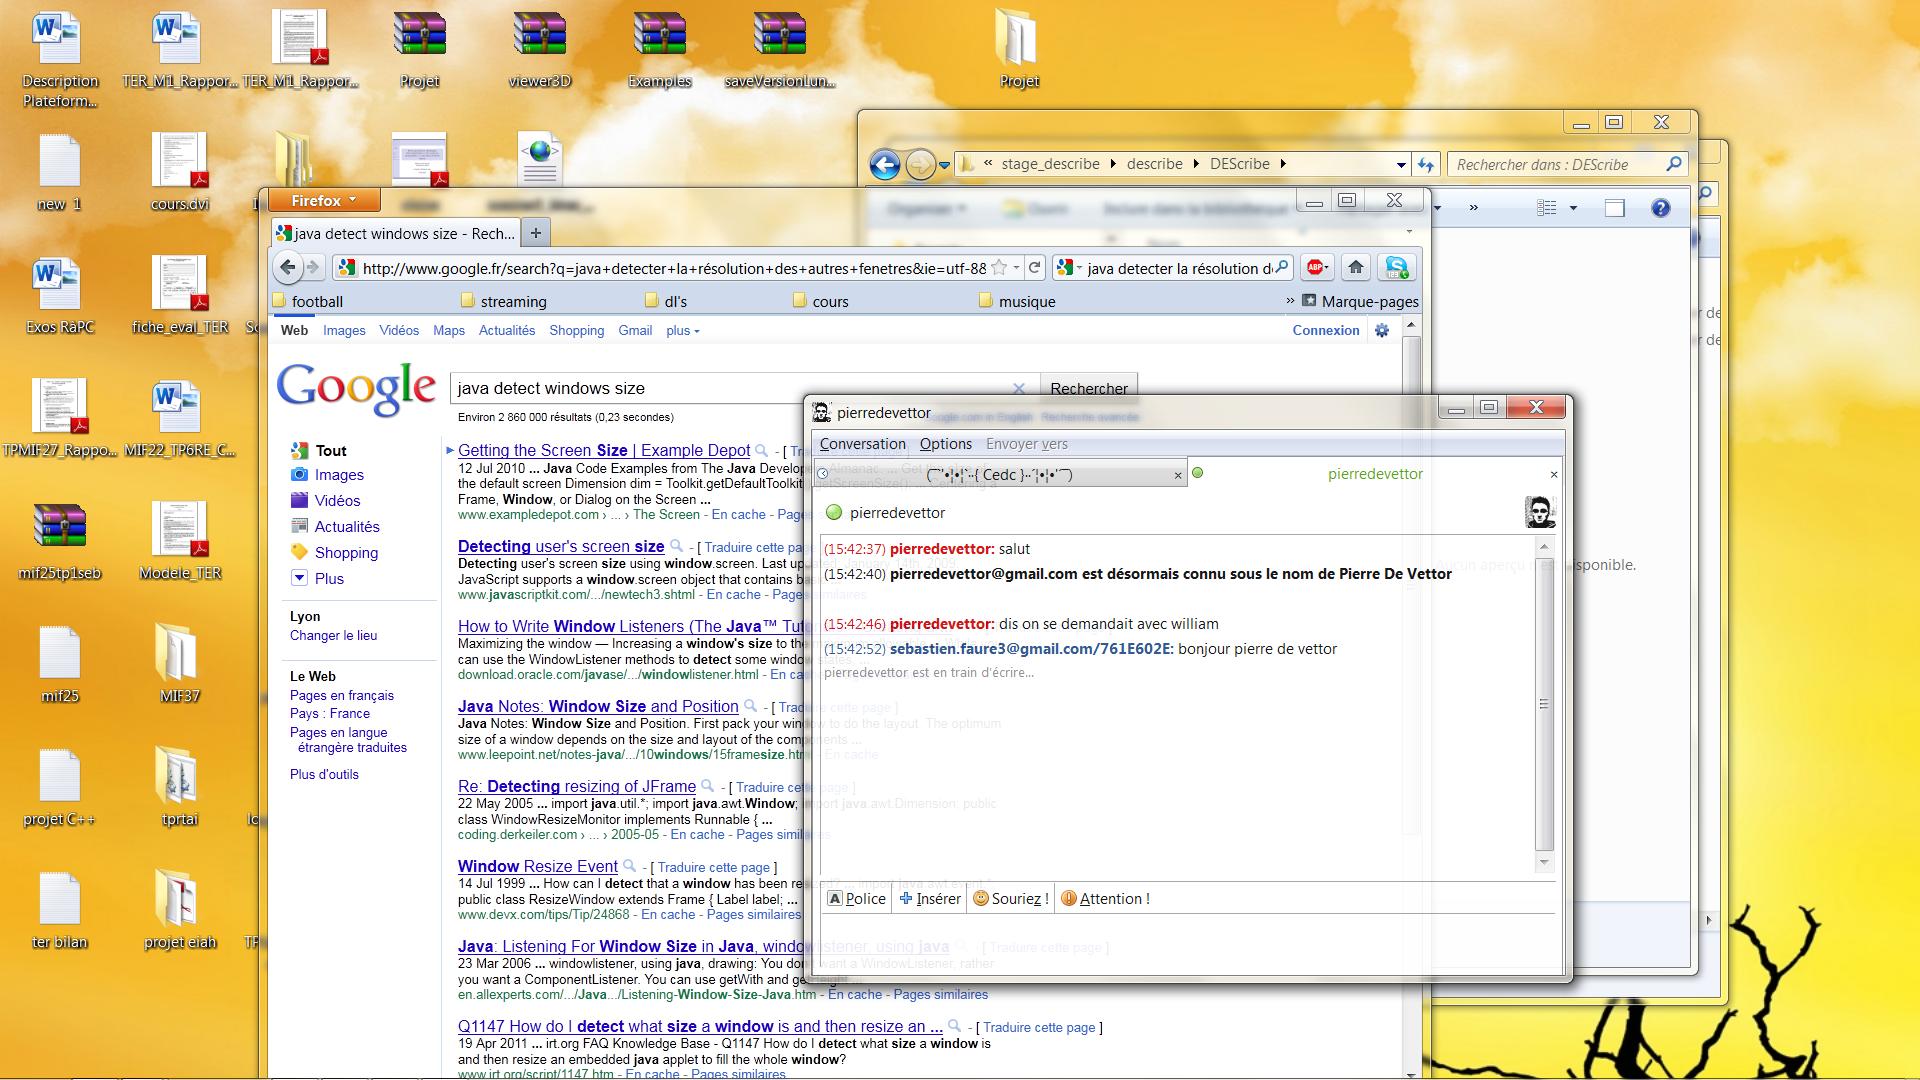 Description
Plateform...
TER_M1_Rappor...
TER_M1_Rappor...
Projet
viewer3D
Examples
saveVersionLun...
Projet
new 1
cours.dvi
Exos RàPC
fiche_eval_TER
TPMIF27_Rappo...
MIF22_TP6RE_C...
mif25tp1seb
Modele_TER
mif25
MIF37
projet C++
tprtai
ter bilan
projet eiah
« stage_describe describe DEScribe
Rechercher dans : DEScribe
»
Firefox
java detect windows size - Rech...
http://www.google.fr/search?q=java+detecter+la+résolution+des+autres+fenetres&ie=utf-88
java detecter la résolution d
ABP
football
streaming
dl's
cours
musique
» Marque-pages
Web Images Vidéos Maps Actualités Shopping Gmail plus
Connexion
Google
java detect windows size
Rechercher
Environ 2 860 000 résultats (0,23 secondes)
Tout
Images
Vidéos
Actualités
Shopping
Plus
Lyon
Changer le lieu
Le Web
Pages en français
Pays : France
Pages en langue
étrangère traduites
Plus d'outils
Getting the Screen Size | Example Depot - [
12 Jul 2010 ... Java Code Examples from The Java Developers Almanac. ... Get
the default screen Dimension dim = Toolkit.getDefaultToolkit().getScreenSize(); ...
Frame, Window, or Dialog on the Screen ...
www.exampledepot.com › ... › The Screen - En cache - Pages
Detecting user's screen size - [ Traduire cette page
Detecting user's screen size using window.screen. Last updated: January 14th, 2009.
JavaScript supports a window.screen object that contains
www.javascriptkit.com/.../newtech3.shtml - En cache - Pages similaires
How to Write Window Listeners (The Java™
Maximizing the window — Increasing a window's size to the
can use the WindowListener methods to detect some window states, ...
download.oracle.com/javase/.../windowlistener.html - En cache
Java Notes: Window Size and Position - [ Traduire cette page ]
Java Notes: Window Size and Position. First pack your window to do the layout. The optimum
size of a window depends on the size and layout of the components ...
www.leepoint.net/notes-java/.../10windows/15framesize.html - En cache
Re: Detecting resizing of JFrame - [ Traduire cette page ]
22 May 2005 ... import java.util.*; import java.awt.Window; import java.awt.Dimension; public
class WindowResizeMonitor implements Runnable { ...
coding.derkeiler.com › ... › 2005-05 - En cache - Pages similaires
Window Resize Event - [ Traduire cette page ]
14 Jul 1999 ... How can I detect that a window has been resized? ... import java.awt.event.*;
public class ResizeWindow extends Frame { Label label; ...
www.devx.com/tips/Tip/24868 - En cache - Pages similaires
Java: Listening For Window Size in Java, windowlistener, using java - [ Traduire cette page ]
23 Mar 2006 ... windowlistener, using java, drawing: You don't want a WindowListener, rather
you want a ComponentListener. You can use getWith and getHeight ...
en.allexperts.com/.../Java.../Listening-Window-Size-Java.htm - En cache - Pages similaires
Q1147 How do I detect what size a window is and then resize an ... - [ Traduire cette page ]
19 Apr 2011 ... irt.org FAQ Knowledge Base - Q1147 How do I detect what size a window is
and then resize an embedded java applet to fill the whole window?
www.irt.org/script/1147.htm - En cache - Pages similaires
pierredevettor
Conversation Options Envoyer vers
{ Cedc }
pierredevettor
pierredevettor
(15:42:37) pierredevettor: salut
(15:42:40) pierredevettor@gmail.com est désormais connu sous le nom de Pierre De Vettor
(15:42:46) pierredevettor: dis on se demandait avec william
(15:42:52) sebastien.faure3@gmail.com/761E602E: bonjour pierre de vettor
pierredevettor est en train d'écrire...
Police Insérer Souriez ! Attention !
Aucun aperçu n'est disponible.